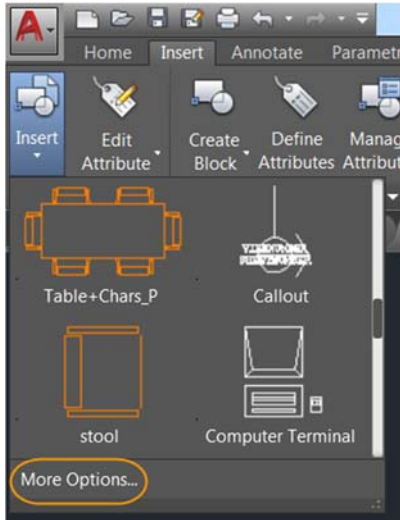 A
Home Insert Annotate Parametr
Insert Edit Attribute Create Block Define Attributes Manag Attribut
Table+Chars_P Callout
stool Computer Terminal
More Options...